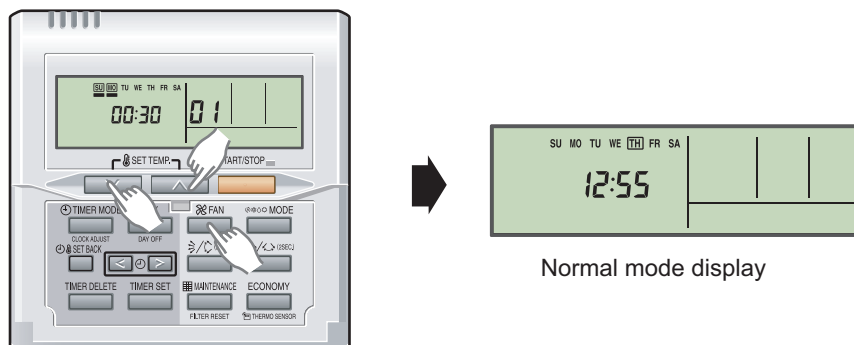 SU MO TU WE TH FR SA
00:30
01
SET TEMP.
START/STOP
TIMER MODE
CLOCK ADJUST
DAY OFF
FAN
MODE
SET BACK
(2SEC.)
TIMER DELETE
TIMER SET
MAINTENANCE
ECONOMY
FILTER RESET
THERMO SENSOR
SU MO TU WE TH FR SA
12:55
Normal mode display